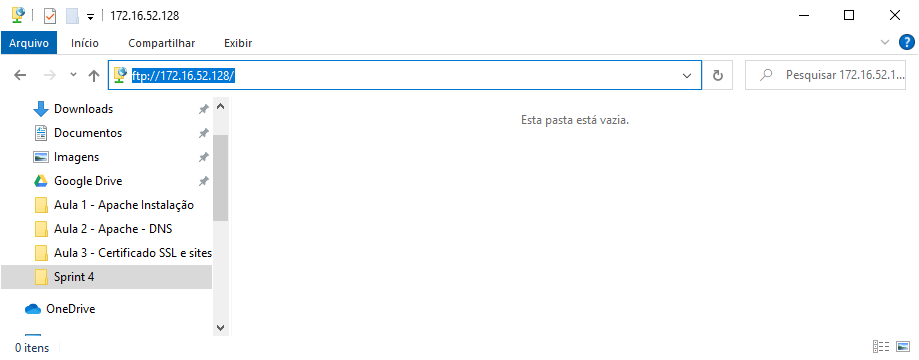 172.16.52.128
Arquivo Início Compartilhar Exibir
ftp://172.16.52.128/
Pesquisar 172.16.52.1...
Downloads
Documentos
Imagens
Google Drive
Aula 1 - Apache Instalação
Aula 2 - Apache - DNS
Aula 3 - Certificado SSL e sites
Sprint 4
OneDrive
Esta pasta está vazia.
0 itens